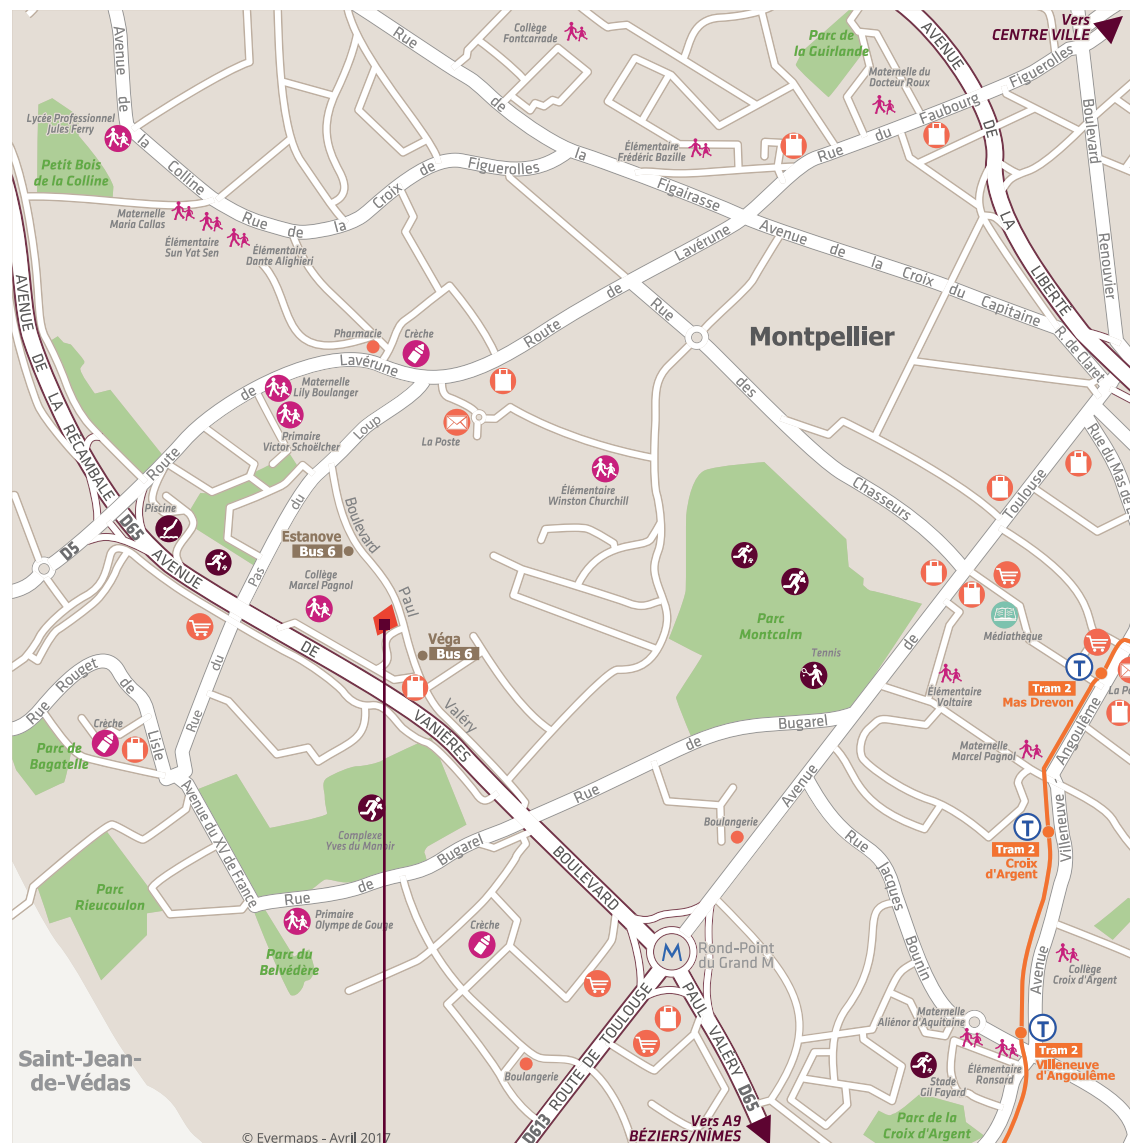 Vers
CENTRE VILLE
Collège
Fontcarrade
Parc de
la Guirlande
Maternelle du
Docteur Roux
Avenue de la Colline
Rue de la Figairasse
AVENUE DE LA LIBERTÉ
Rue du Faubourg Figuerolles
Boulevard Renouvier
Lycée Professionnel
Jules Ferry
Petit Bois
de la Colline
Élémentaire
Frédéric Bazille
Rue de la Croix de Figuerolles
Maternelle
Maria Callas
Élémentaire
Sun Yat Sen
Élémentaire
Dante Alighieri
Avenue de la Croix du Capitaine
AVENUE DE LA RECAMBALE
Route de Lavérune
Pharmacie
Crèche
Montpellier
R. de Claret
Rue des Chasseurs
Maternelle
Lily Boulanger
Primaire
Victor Schoëlcher
La Poste
Élémentaire
Winston Churchill
Rue du Pas du Loup
Boulevard Paul Valéry
Rue du Mas de
Avenue de Toulouse
Piscine
D65
D5
Estanove
Bus 6
Collège
Marcel Pagnol
AVENUE DE VANIÈRES
Parc
Montcalm
Tennis
Médiathèque
Véga
Bus 6
Élémentaire
Voltaire
T
Tram 2
Mas Drevon
La Po
Rue Rouget de Lisle
Crèche
Parc de
Bagatelle
Rue de Bugarel
Maternelle
Marcel Pagnol
Avenue du XV de France
Complexe
Yves du Manoir
Boulangerie
T
Tram 2
Croix
d'Argent
Avenue Villeneuve - Angoulême
Rue de Bugarel
BOULEVARD PAUL VALÉRY
Rue Jacques Bounin
Parc
Rieucoulon
Primaire
Olympe de Gouge
Parc du
Belvédère
Crèche
M
Rond-Point
du Grand M
Collège
Croix d'Argent
Maternelle
Aliénor d'Aquitaine
T
Tram 2
Villeneuve
d'Angoulême
Élémentaire
Ronsard
Stade
Gil Fayard
Parc de la
Croix d'Argent
Saint-Jean-
de-Védas
Boulangerie
D613 ROUTE DE TOULOUSE
D65
Vers A9
BÉZIERS/NÎMES
© Evermaps - Avril 2017